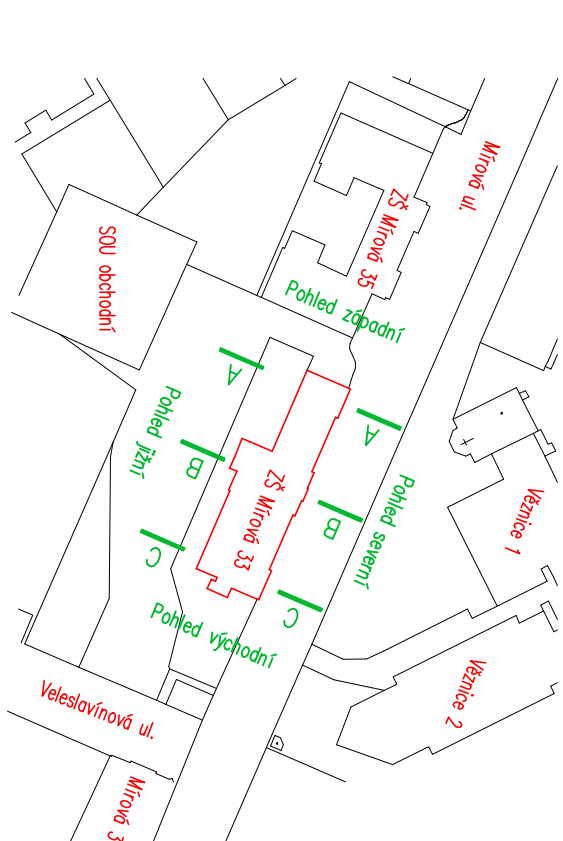 Mírová ul.
ZŠ Mírová 35
SOU obchodní
Pohled západní
A
A
Pohled jižní
B
ZŠ Mírová 33
Pohled severní
B
Věznice 1
C
C
Pohled východní
Věznice 2
Veleslavínová ul.
Mírová